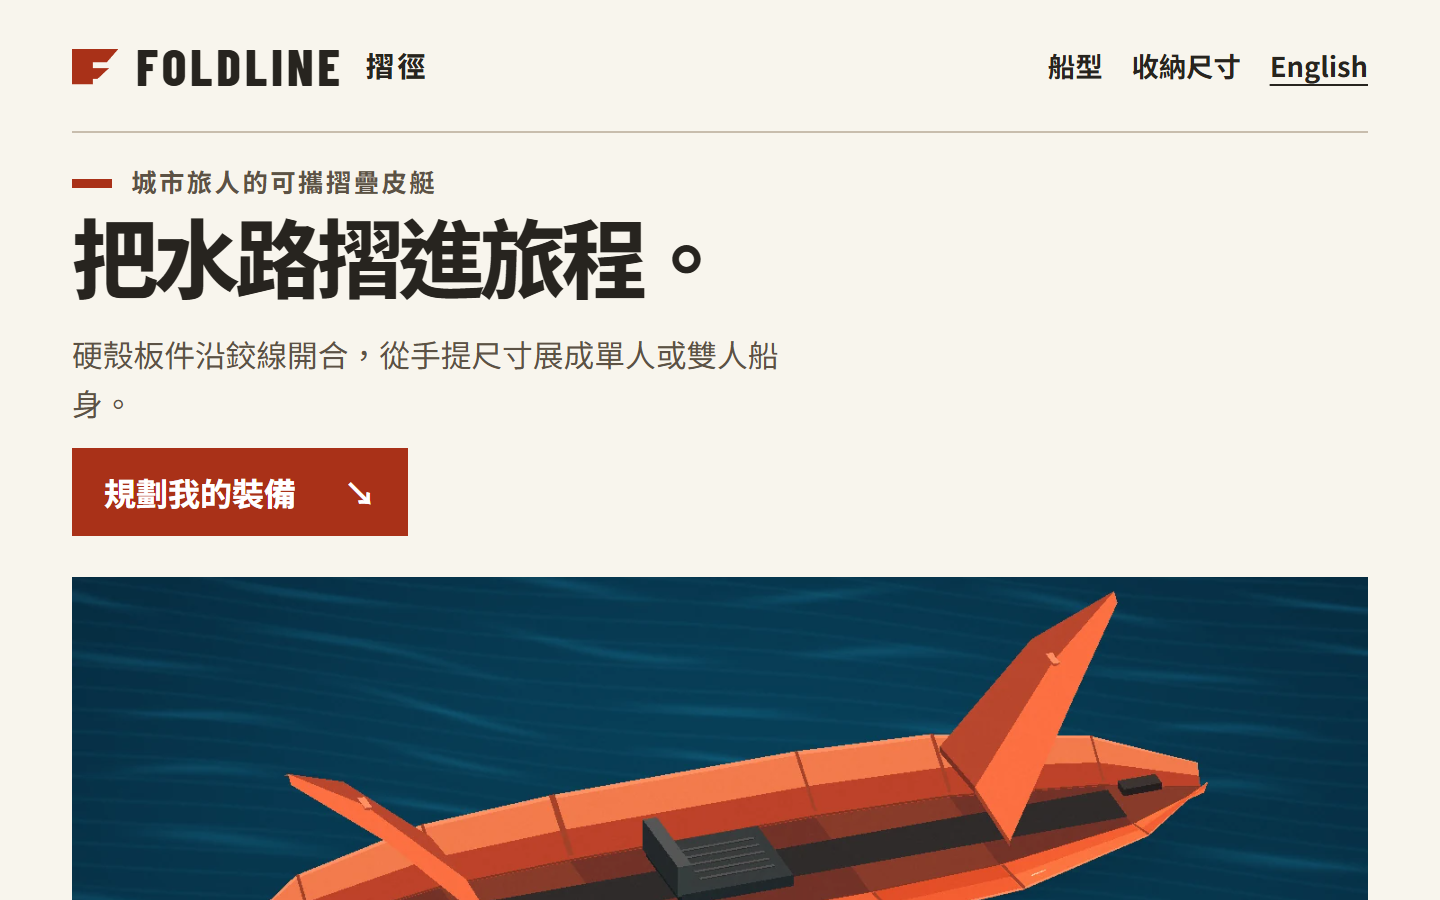 FOLDLINE 摺徑
船型 收納尺寸 English
城市旅人的可攜摺疊皮艇
把水路摺進旅程。
硬殼板件沿鉸線開合，從手提尺寸展成單人或雙人船
身。
規劃我的裝備 ↘